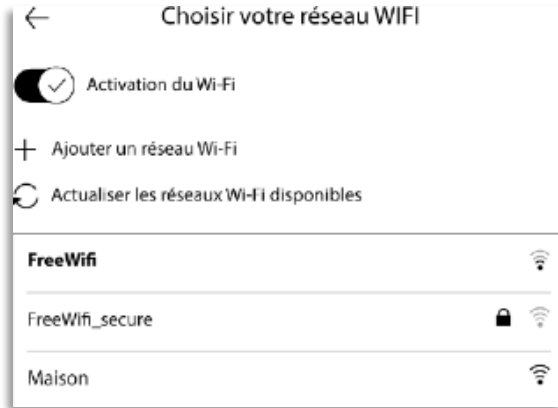 Choisir votre réseau WIFI
Activation du Wi-Fi
Ajouter un réseau Wi-Fi
Actualiser les réseaux Wi-Fi disponibles
FreeWifi
FreeWifi_secure
Maison